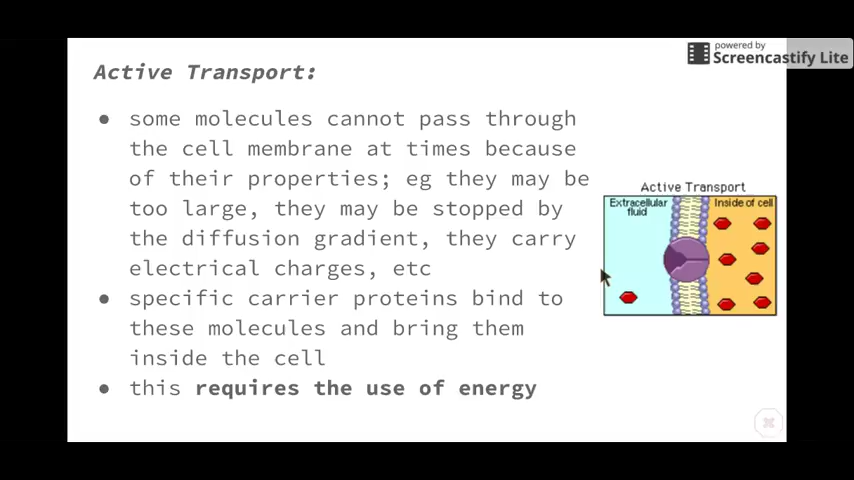 powered by
Screencastify Lite
Active Transport:
● some molecules cannot pass through
the cell membrane at times because
of their properties; eg they may be
too large, they may be stopped by
the diffusion gradient, they carry
electrical charges, etc
● specific carrier proteins bind to
these molecules and bring them
inside the cell
● this requires the use of energy
Active Transport
Extracellular
fluid
Inside of cell